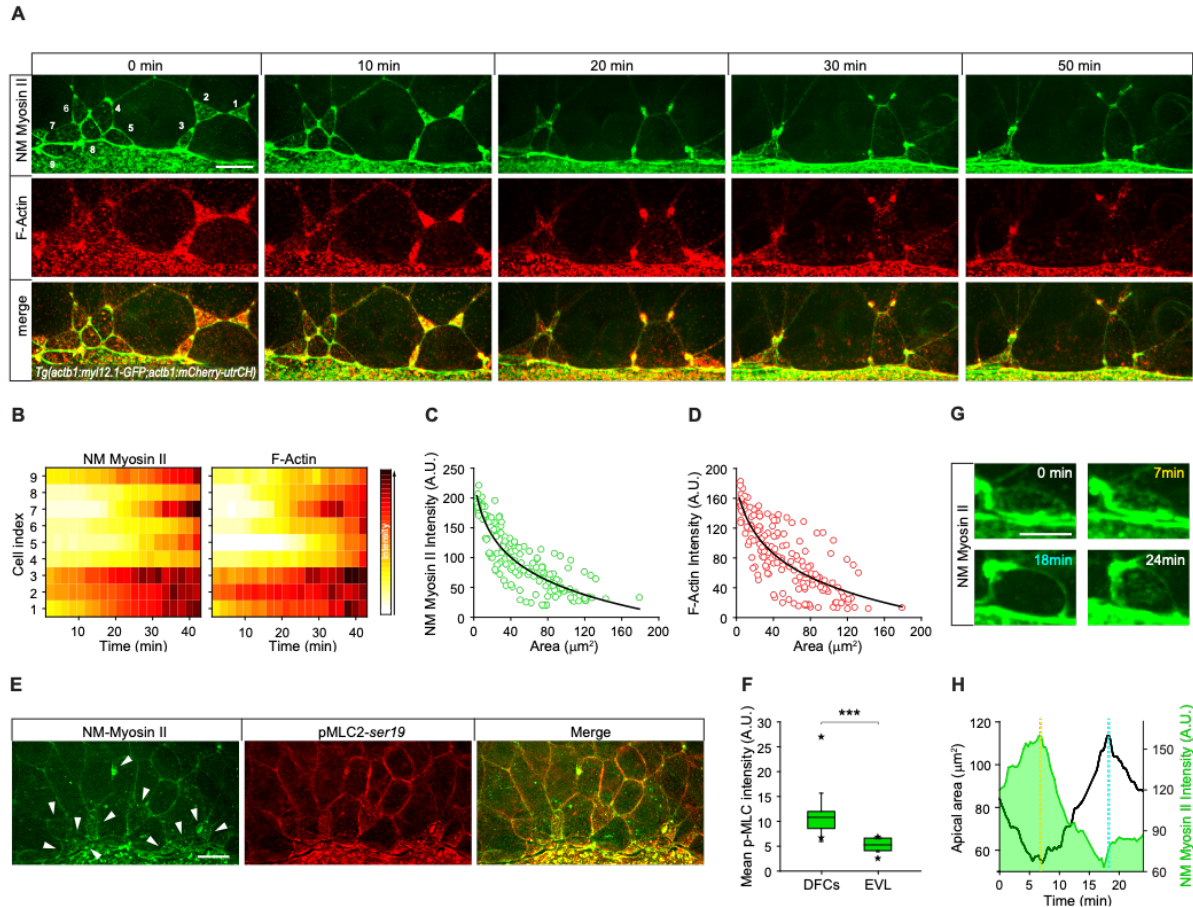 A
0 min 10 min 20 min 30 min 50 min
NM Myosin II
1 2 3 4 5 6 7 8 9
F-Actin
merge
Tg(actb1:myl12.1-GFP;actb1:mCherry-utrCH)
B
NM Myosin II F-Actin
Cell index
9
8
7
6
5
4
3
2
1
10 20 30 40 10 20 30 40
Time (min) Time (min)
Intensity
C
NM Myosin II Intensity (A.U.)
250
200
150
100
50
0
0 40 80 120 160 200
Area (μm²)
D
F-Actin Intensity (A.U.)
200
160
120
80
40
0
0 40 80 120 160 200
Area (μm²)
G
NM Myosin II
0 min 7min
18min 24min
E
NM-Myosin II pMLC2-ser19 Merge
F
Mean p-MLC intensity (A.U.)
30
25
20
15
10
5
0
***
DFCs EVL
H
Apical area (μm²)
120
100
80
60
NM Myosin II Intensity (A.U.)
160
120
90
60
0 5 10 15 20
Time (min)